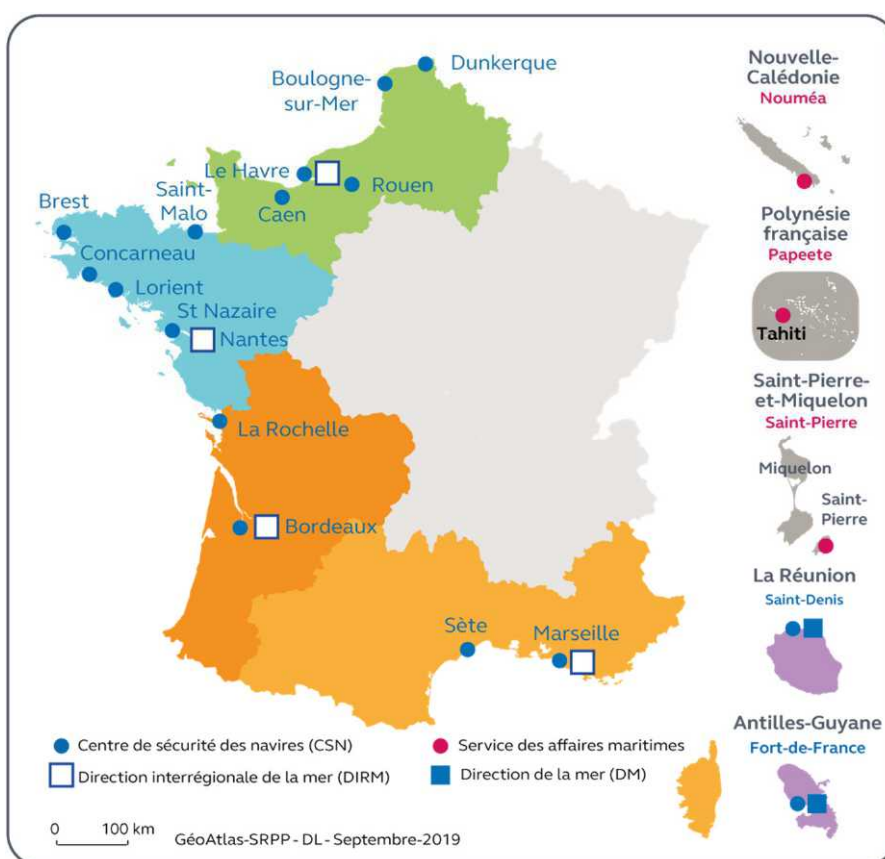 Dunkerque
Boulogne-
sur-Mer
Le Havre
Rouen
Caen
Saint-
Malo
Brest
Concarneau
Lorient
St Nazaire
Nantes
La Rochelle
Bordeaux
Sète
Marseille
Nouvelle-
Calédonie
Nouméa
Polynésie
française
Papeete
Tahiti
Saint-Pierre-
et-Miquelon
Saint-Pierre
Miquelon
Saint-
Pierre
La Réunion
Saint-Denis
Antilles-Guyane
Fort-de-France
Centre de sécurité des navires (CSN)
Service des affaires maritimes
Direction interrégionale de la mer (DIRM)
Direction de la mer (DM)
0 100 km
GéoAtlas-SRPP - DL - Septembre-2019